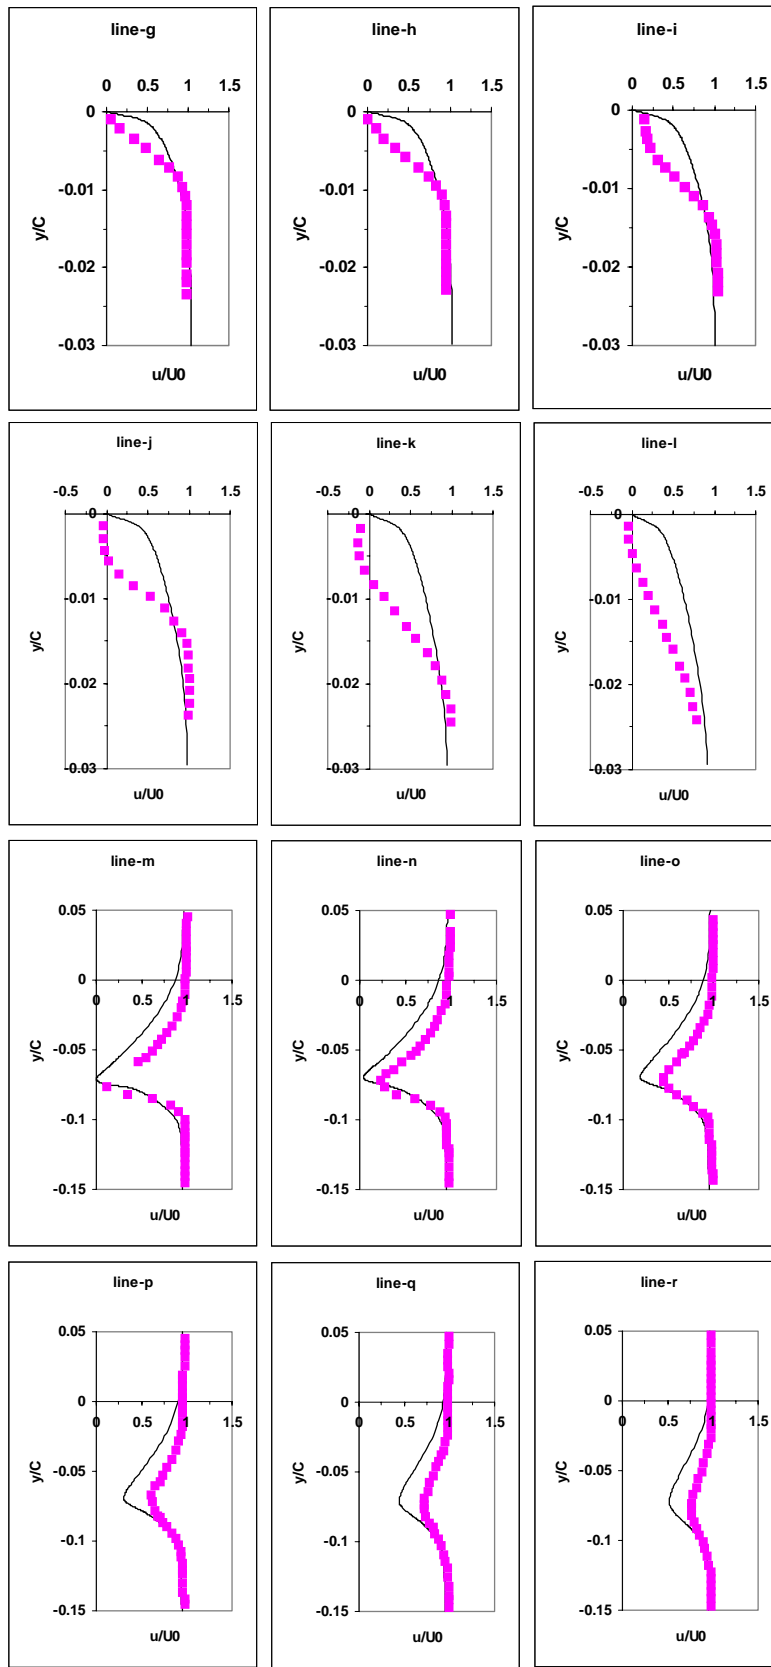 line-g
0 0.5 1 1.5
0
-0.01
-0.02
-0.03
y/C
u/U0
line-h
0 0.5 1 1.5
0
-0.01
-0.02
-0.03
y/C
u/U0
line-i
0 0.5 1 1.5
0
-0.01
-0.02
-0.03
y/C
u/U0
line-j
-0.5 0 0.5 1 1.5
0
-0.01
-0.02
-0.03
y/C
u/U0
line-k
-0.5 0 0.5 1 1.5
0
-0.01
-0.02
-0.03
y/C
u/U0
line-l
-0.5 0 0.5 1 1.5
0
-0.01
-0.02
-0.03
y/C
u/U0
line-m
0.05
0
0 0.5 1 1.5
-0.05
-0.1
-0.15
y/C
u/U0
line-n
0.05
0
0 0.5 1 1.5
-0.05
-0.1
-0.15
y/C
u/U0
line-o
0.05
0
0 0.5 1 1.5
-0.05
-0.1
-0.15
y/C
u/U0
line-p
0.05
0
0 0.5 1 1.5
-0.05
-0.1
-0.15
y/C
u/U0
line-q
0.05
0
0 0.5 1 1.5
-0.05
-0.1
-0.15
y/C
u/U0
line-r
0.05
0
0 0.5 1 1.5
-0.05
-0.1
-0.15
y/C
u/U0